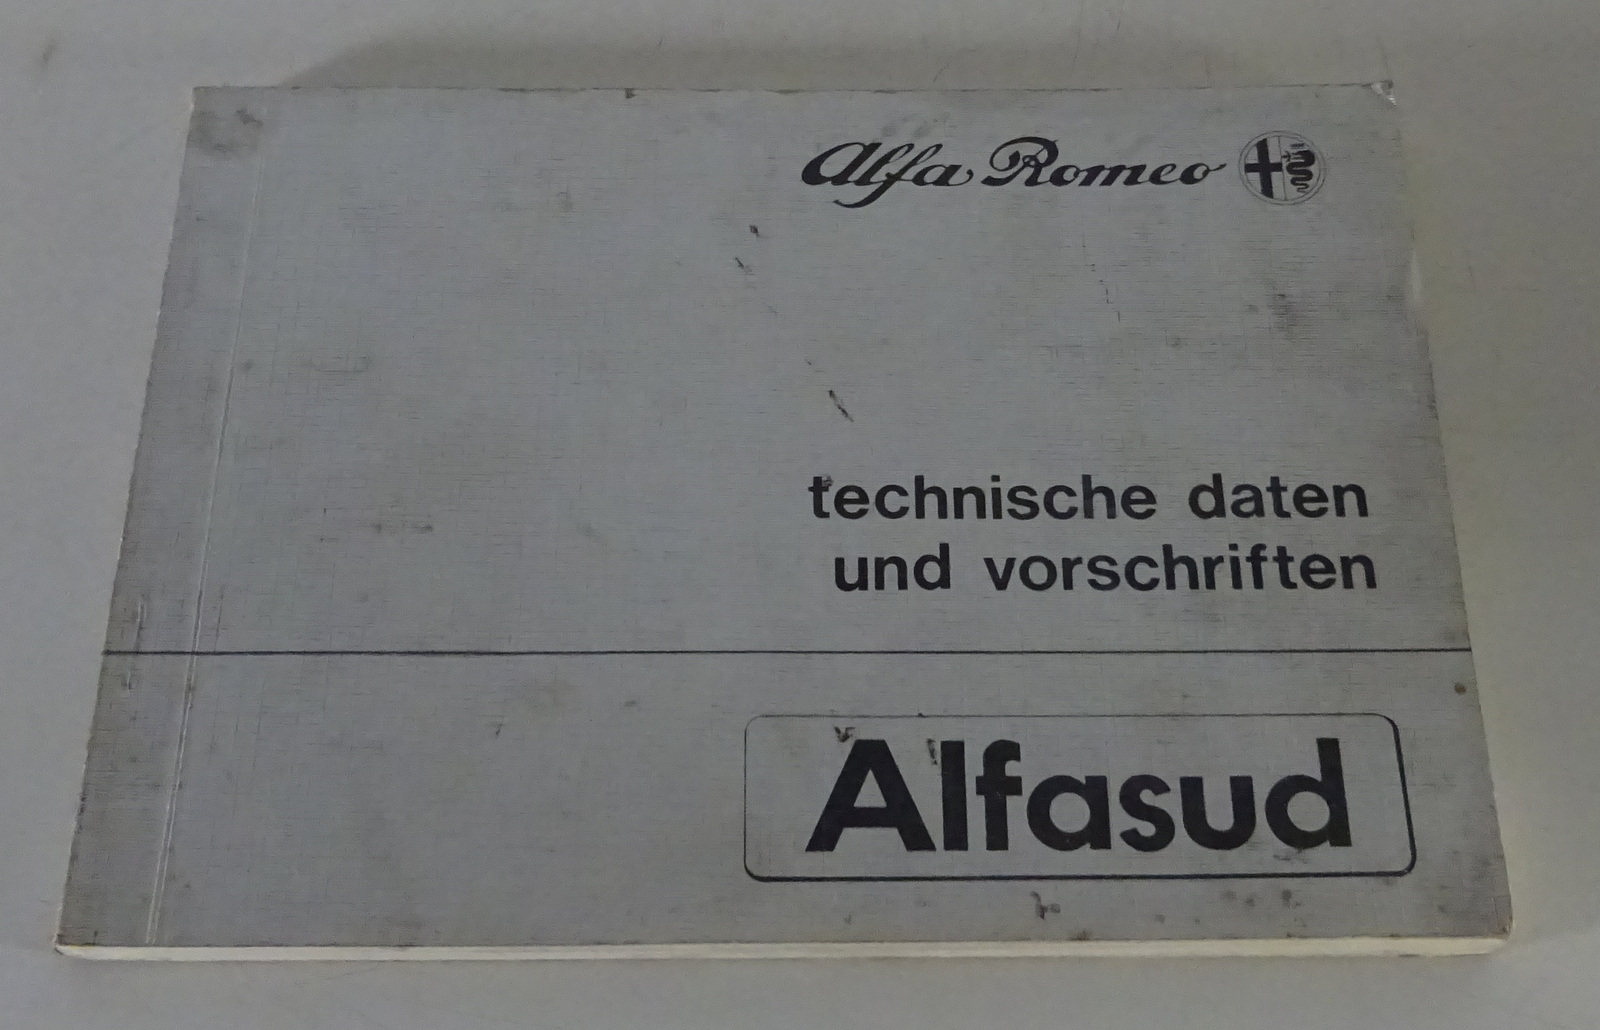 Alfa Romeo
technische daten
und vorschriften
Alfasud